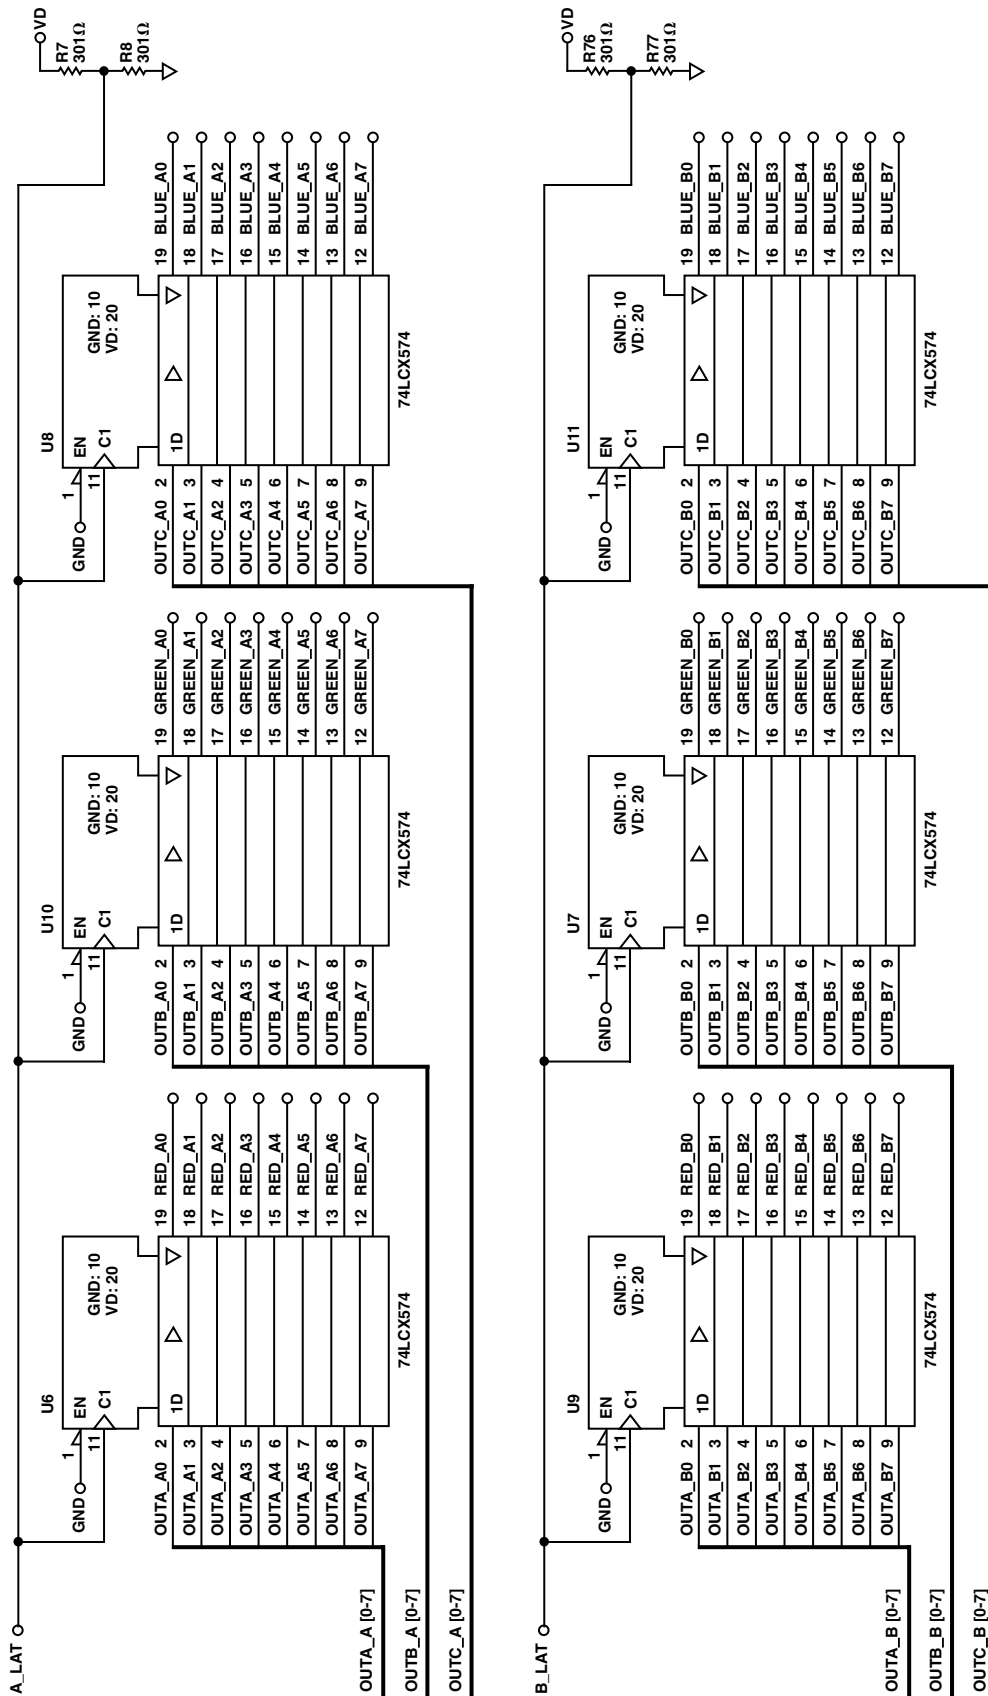 A_LAT
U6
EN
C1
GND: 10
VD: 20
1
11
GND
1D
OUTA_A0 2
OUTA_A1 3
OUTA_A2 4
OUTA_A3 5
OUTA_A4 6
OUTA_A5 7
OUTA_A6 8
OUTA_A7 9
19 RED_A0
18 RED_A1
17 RED_A2
16 RED_A3
15 RED_A4
14 RED_A5
13 RED_A6
12 RED_A7
74LCX574
U10
EN
C1
GND: 10
VD: 20
1
11
GND
1D
OUTB_A0 2
OUTB_A1 3
OUTB_A2 4
OUTB_A3 5
OUTB_A4 6
OUTB_A5 7
OUTB_A6 8
OUTB_A7 9
19 GREEN_A0
18 GREEN_A1
17 GREEN_A2
16 GREEN_A3
15 GREEN_A4
14 GREEN_A5
13 GREEN_A6
12 GREEN_A7
74LCX574
U8
EN
C1
GND: 10
VD: 20
1
11
GND
1D
OUTC_A0 2
OUTC_A1 3
OUTC_A2 4
OUTC_A3 5
OUTC_A4 6
OUTC_A5 7
OUTC_A6 8
OUTC_A7 9
19 BLUE_A0
18 BLUE_A1
17 BLUE_A2
16 BLUE_A3
15 BLUE_A4
14 BLUE_A5
13 BLUE_A6
12 BLUE_A7
74LCX574
VD
R7
301Ω
R8
301Ω
OUTA_A [0-7]
OUTB_A [0-7]
OUTC_A [0-7]
B_LAT
U9
EN
C1
GND: 10
VD: 20
1
11
GND
1D
OUTA_B0 2
OUTA_B1 3
OUTA_B2 4
OUTA_B3 5
OUTA_B4 6
OUTA_B5 7
OUTA_B6 8
OUTA_B7 9
19 RED_B0
18 RED_B1
17 RED_B2
16 RED_B3
15 RED_B4
14 RED_B5
13 RED_B6
12 RED_B7
74LCX574
U7
EN
C1
GND: 10
VD: 20
1
11
GND
1D
OUTB_B0 2
OUTB_B1 3
OUTB_B2 4
OUTB_B3 5
OUTB_B4 6
OUTB_B5 7
OUTB_B6 8
OUTB_B7 9
19 GREEN_B0
18 GREEN_B1
17 GREEN_B2
16 GREEN_B3
15 GREEN_B4
14 GREEN_B5
13 GREEN_B6
12 GREEN_B7
74LCX574
U11
EN
C1
GND: 10
VD: 20
1
11
GND
1D
OUTC_B0 2
OUTC_B1 3
OUTC_B2 4
OUTC_B3 5
OUTC_B4 6
OUTC_B5 7
OUTC_B6 8
OUTC_B7 9
19 BLUE_B0
18 BLUE_B1
17 BLUE_B2
16 BLUE_B3
15 BLUE_B4
14 BLUE_B5
13 BLUE_B6
12 BLUE_B7
74LCX574
VD
R76
301Ω
R77
301Ω
OUTA_B [0-7]
OUTB_B [0-7]
OUTC_B [0-7]